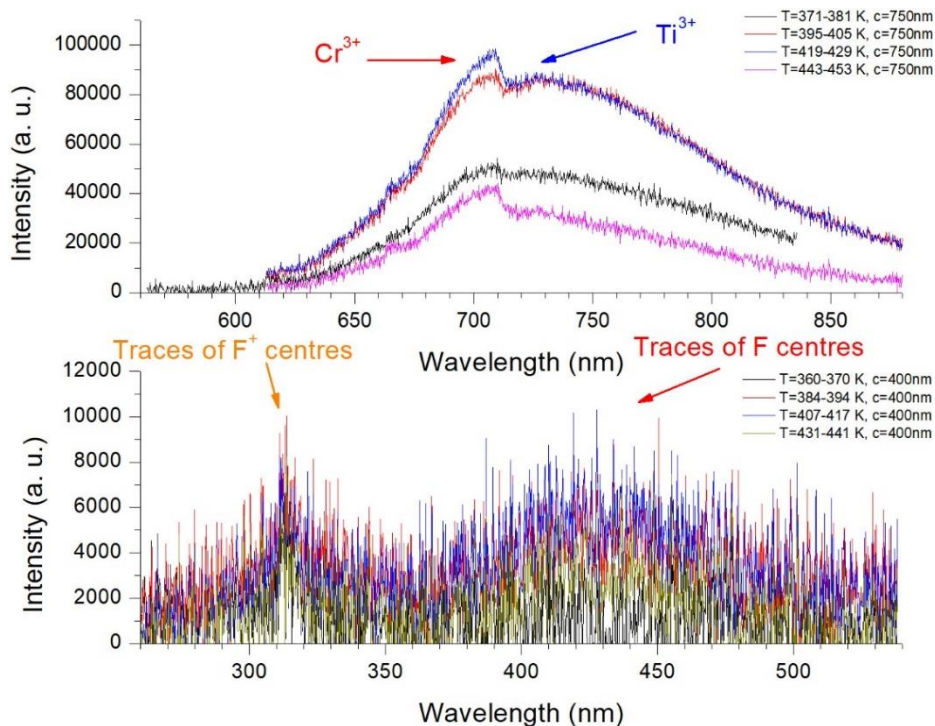 T=371-381 K, c=750nm
T=395-405 K, c=750nm
T=419-429 K, c=750nm
T=443-453 K, c=750nm
Cr3+
Ti3+
Intensity (a. u.)
100000
80000
60000
40000
20000
0
600 650 700 750 800 850
Wavelength (nm)
Traces of F+ centres
Traces of F centres
T=360-370 K, c=400nm
T=384-394 K, c=400nm
T=407-417 K, c=400nm
T=431-441 K, c=400nm
Intensity (a. u.)
12000
10000
8000
6000
4000
2000
0
300 350 400 450 500
Wavelength (nm)